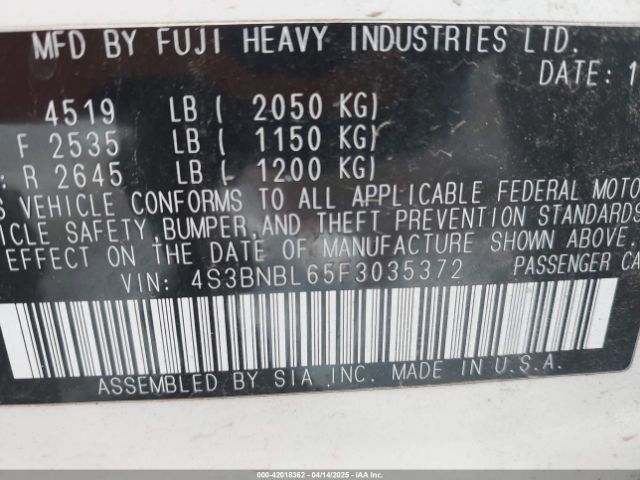 MFD BY FUJI HEAVY INDUSTRIES LTD.
DATE: 1
4519 LB ( 2050 KG)
F 2535 LB ( 1150 KG)
: R 2645 LB ( 1200 KG)
S VEHICLE CONFORMS TO ALL APPLICABLE FEDERAL MOTO
ICLE SAFETY, BUMPER, AND THEFT PREVENTION STANDARDS
EFFECT ON THE DATE OF MANUFACTURE SHOWN ABOVE.
VIN: 4S3BNBL65F3035372 PASSENGER CA
ASSEMBLED BY SIA INC. MADE IN U.S.A.
000-42018362 - 04/14/2025 - IAAI.COM